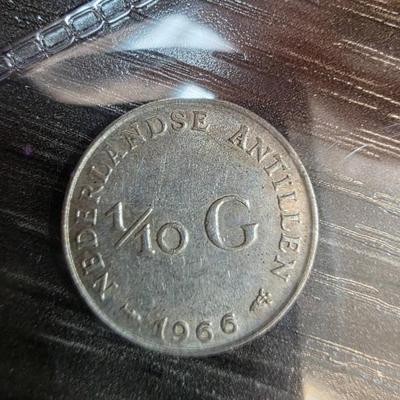 NEDERLANDSE ANTILLEN
1/10 G
1966